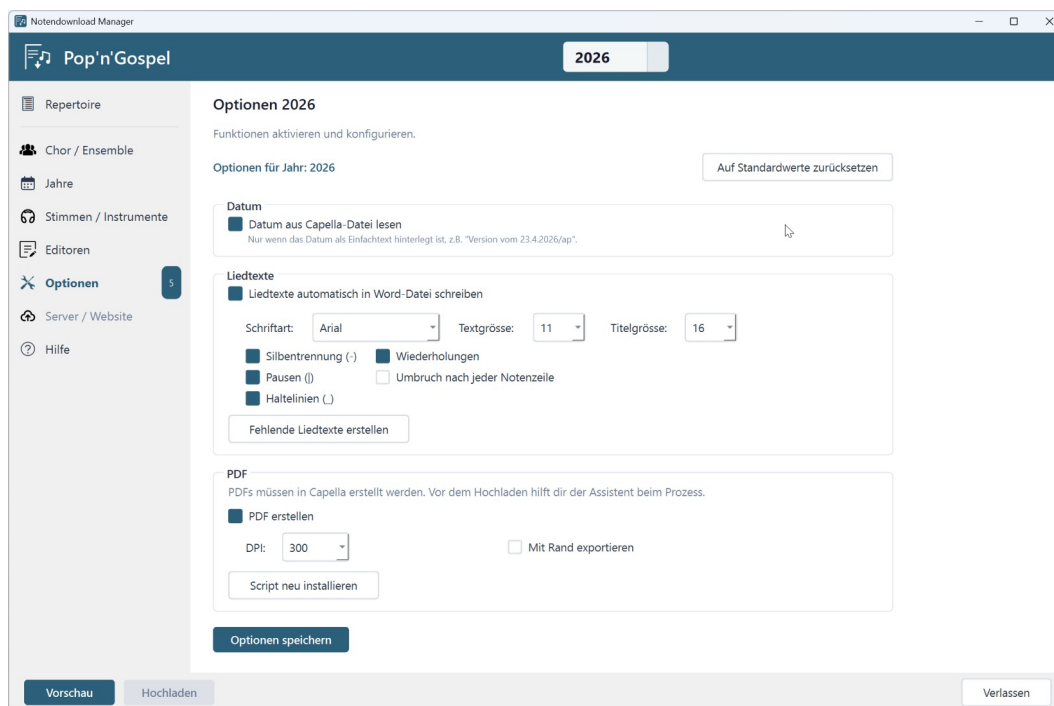 Notendownload Manager
Pop'n'Gospel
2026
Repertoire
Chor / Ensemble
Jahre
Stimmen / Instrumente
Editoren
Optionen
5
Server / Website
Hilfe
Optionen 2026
Funktionen aktivieren und konfigurieren.
Optionen für Jahr: 2026
Auf Standardwerte zurücksetzen
Datum
Datum aus Capella-Datei lesen
Nur wenn das Datum als Einfachtext hinterlegt ist, z.B. "Version vom 23.4.2026/ap".
Liedtexte
Liedtexte automatisch in Word-Datei schreiben
Schriftart: Arial Textgrösse: 11 Titelgrösse: 16
Silbentrennung (-) Wiederholungen
Pausen (|) Umbruch nach jeder Notenzeile
Haltelinien (_)
Fehlende Liedtexte erstellen
PDF
PDFs müssen in Capella erstellt werden. Vor dem Hochladen hilft dir der Assistent beim Prozess.
PDF erstellen
DPI: 300 Mit Rand exportieren
Script neu installieren
Optionen speichern
Vorschau Hochladen Verlassen